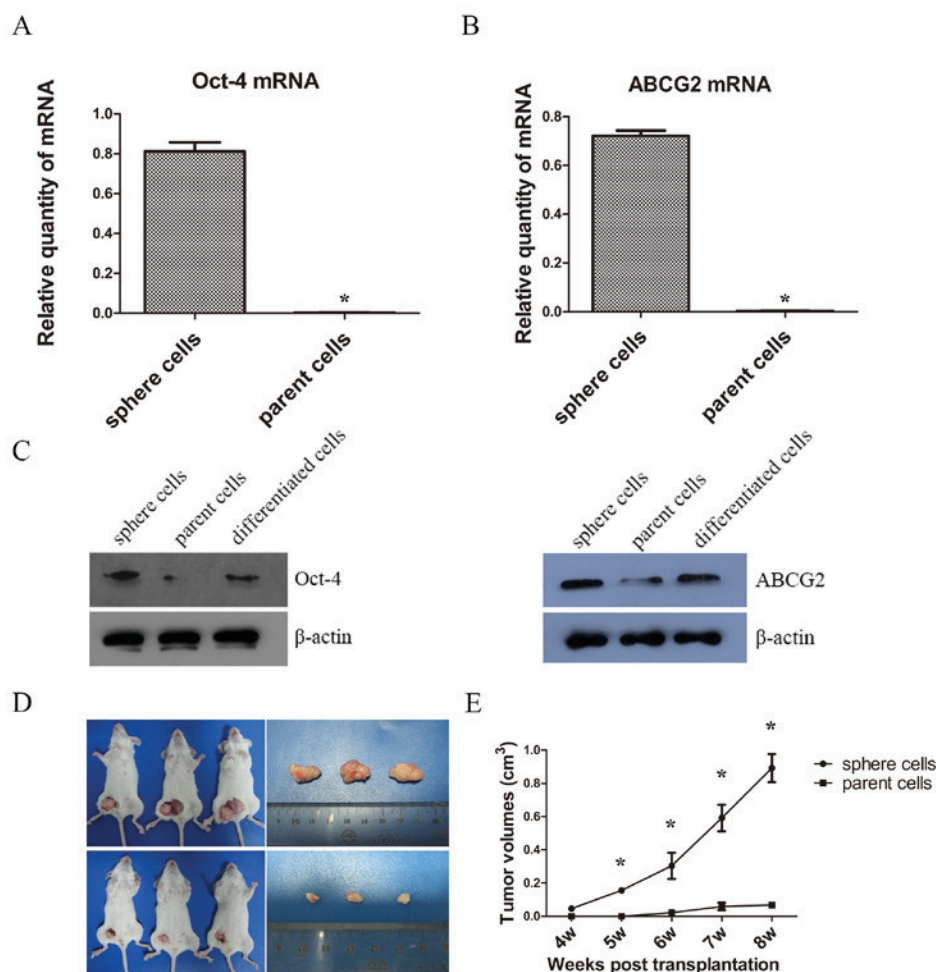 A
Oct-4 mRNA
Relative quantity of mRNA
1.0
0.8
0.6
0.4
0.2
0.0
*
sphere cells
parent cells
B
ABCG2 mRNA
Relative quantity of mRNA
0.8
0.6
0.4
0.2
0.0
*
sphere cells
parent cells
C
sphere cells
parent cells
differentiated cells
Oct-4
β-actin
sphere cells
parent cells
differentiated cells
ABCG2
β-actin
D
E
Tumor volumes (cm³)
1.0
0.8
0.6
0.4
0.2
0.0
*
*
*
*
sphere cells
parent cells
4w
5w
6w
7w
8w
Weeks post transplantation